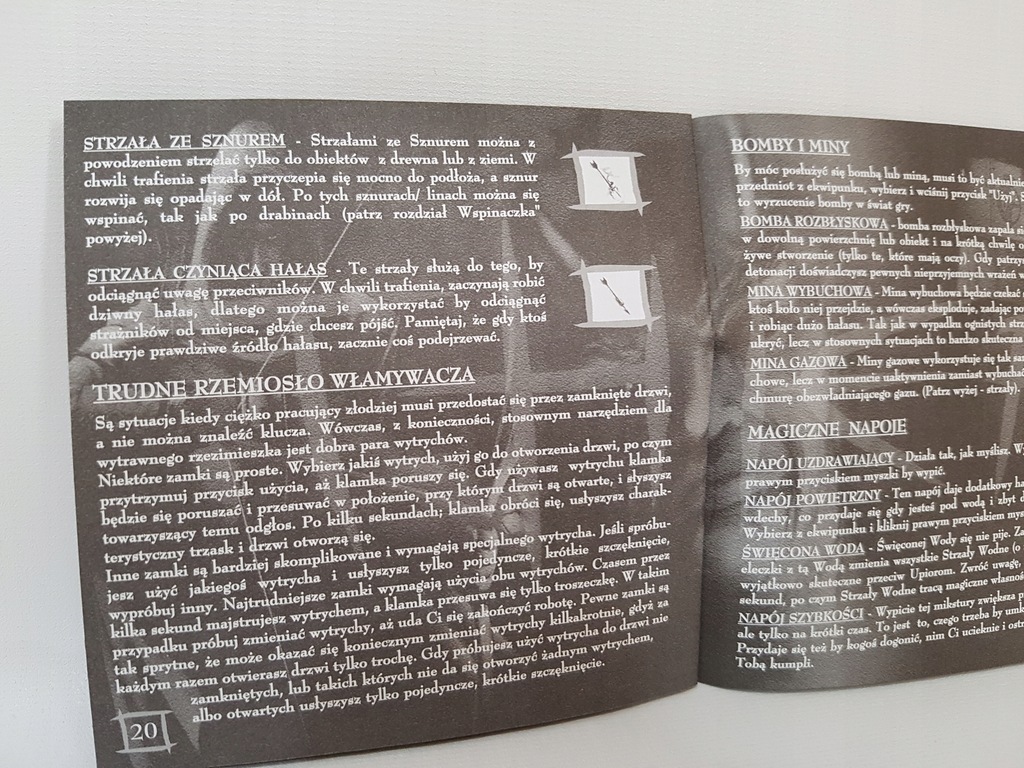 STRZAŁA ZE SZNUREM - Strzałami ze Sznurem można z
powodzeniem strzelać tylko do obiektów z drewna lub z ziemi. W
chwili trafienia strzała przyczepia się mocno do podłoża, a sznur
rozwija się opadając w dół. Po tych sznurach/ linach można się
wspinać, tak jak po drabinach (patrz rozdział Wspinaczka"
powyżej).
STRZAŁA CZYNIĄCA HAŁAS - Te strzały służą do tego, by
odciągnąć uwagę przeciwników. W chwili trafienia, zaczynają robić
dziwny hałas, dlatego można je wykorzystać by odciągnąć
strażników od miejsca, gdzie chcesz pójść. Pamiętaj, że gdy ktoś
odkryje prawdziwe źródło hałasu, zacznie coś podejrzewać.
TRUDNE RZEMIOSŁO WŁAMYWACZA
Są sytuacje kiedy ciężko pracujący złodziej musi przedostać się przez zamknięte drzwi,
a nie można znaleźć klucza. Wówczas, z konieczności, stosownym narzędziem dla
wytrawnego rzezimieszka jest dobra para wytrychów.
Niektóre zamki są proste. Wybierz jakiś wytrych, użyj go do otworzenia drzwi, po czym
przytrzymuj przycisk użycia, aż klamka poruszy się. Gdy używasz wytrychu klamka
będzie się poruszać i przesuwać w położenie, przy którym drzwi są otwarte, i słyszysz
towarzyszący temu odgłos. Po kilku sekundach; klamka obróci się, usłyszysz charak-
terystyczny trzask i drzwi otworzą się.
Inne zamki są bardziej skomplikowane i wymagają specjalnego wytrycha. Jeśli spróbu-
jesz użyć jakiegoś wytrycha i usłyszysz tylko pojedyncze, krótkie szczęknięcie,
wypróbuj inny. Najtrudniejsze zamki wymagają użycia obu wytrychów. Czasem przez
kilka sekund majstrujesz wytrychem, a klamka przesuwa się tylko troszeczkę. W takim
przypadku próbuj zmieniać wytrychy, aż uda Ci się zakończyć robotę. Pewne zamki są
tak sprytne, że może okazać się koniecznym zmieniać wytrychy kilkakrotnie, gdyż za
każdym razem otwierasz drzwi tylko trochę. Gdy próbujesz użyć wytrycha do drzwi nie
zamkniętych, lub takich których nie da się otworzyć żadnym wytrychem,
albo otwartych usłyszysz tylko pojedyncze, krótkie szczęknięcie.
20
BOMBY I MINY
By móc posłużyć się bombą lub miną, musi to być aktualnie
przedmiot z ekwipunku, wybierz i wciśnij przycisk "Użyj".
to wyrzucenie bomby w świat gry.
BOMBA ROZBŁYSKOWA - bomba rozbłyskowa zapala si
w dowolną powierzchnię lub obiekt i na krótką chwilę o
żywe stworzenie (tylko te, które mają oczy). Gdy patrzy
detonacji doświadczysz pewnych nieprzyjemnych wrażeń w
MINA WYBUCHOWA - Mina wybuchowa będzie czekać
ktoś koło niej przejdzie, a wówczas eksploduje, zadając po
i robiąc dużo hałasu. Tak jak w wypadku ognistych strz
ukryć, lecz w stosownych sytuacjach to bardzo skuteczna
MINA GAZOWA - Miny gazowe wykorzystuje się tak sam
chowe, lecz w momencie uaktywnienia zamiast wybuchać
chmurę obezwładniającego gazu. (Patrz wyżej - strzały).
MAGICZNE NAPOJE
NAPÓJ UZDRAWIAJĄCY - Działa tak, jak myślisz. W
prawym przyciskiem myszki by wypić.
NAPÓJ POWIETRZNY - Ten napój daje dodatkowy ha
wdechy, co przydaje się gdy jesteś pod wodą i zbyt d
Wybierz z ekwipunku i kliknij prawym przyciskiem mys
ŚWIĘCONA WODA - Święconej Wody się nie pije. Za
eleczki z tą Wodą zmienia wszystkie Strzały Wodne (o
wyjątkowo skuteczne przeciw Upiorom. Zwróć uwagę,
sekund, po czym Strzały Wodne tracą magiczne własnoś
NAPÓJ SZYBKOŚCI - Wypicie tej mikstury zwiększa p
ale tylko na krótki czas. To jest to, czego trzeba by umk
Przydaje się też by kogoś dogonić, nim Ci ucieknie i ostr
Tobą kumpli.